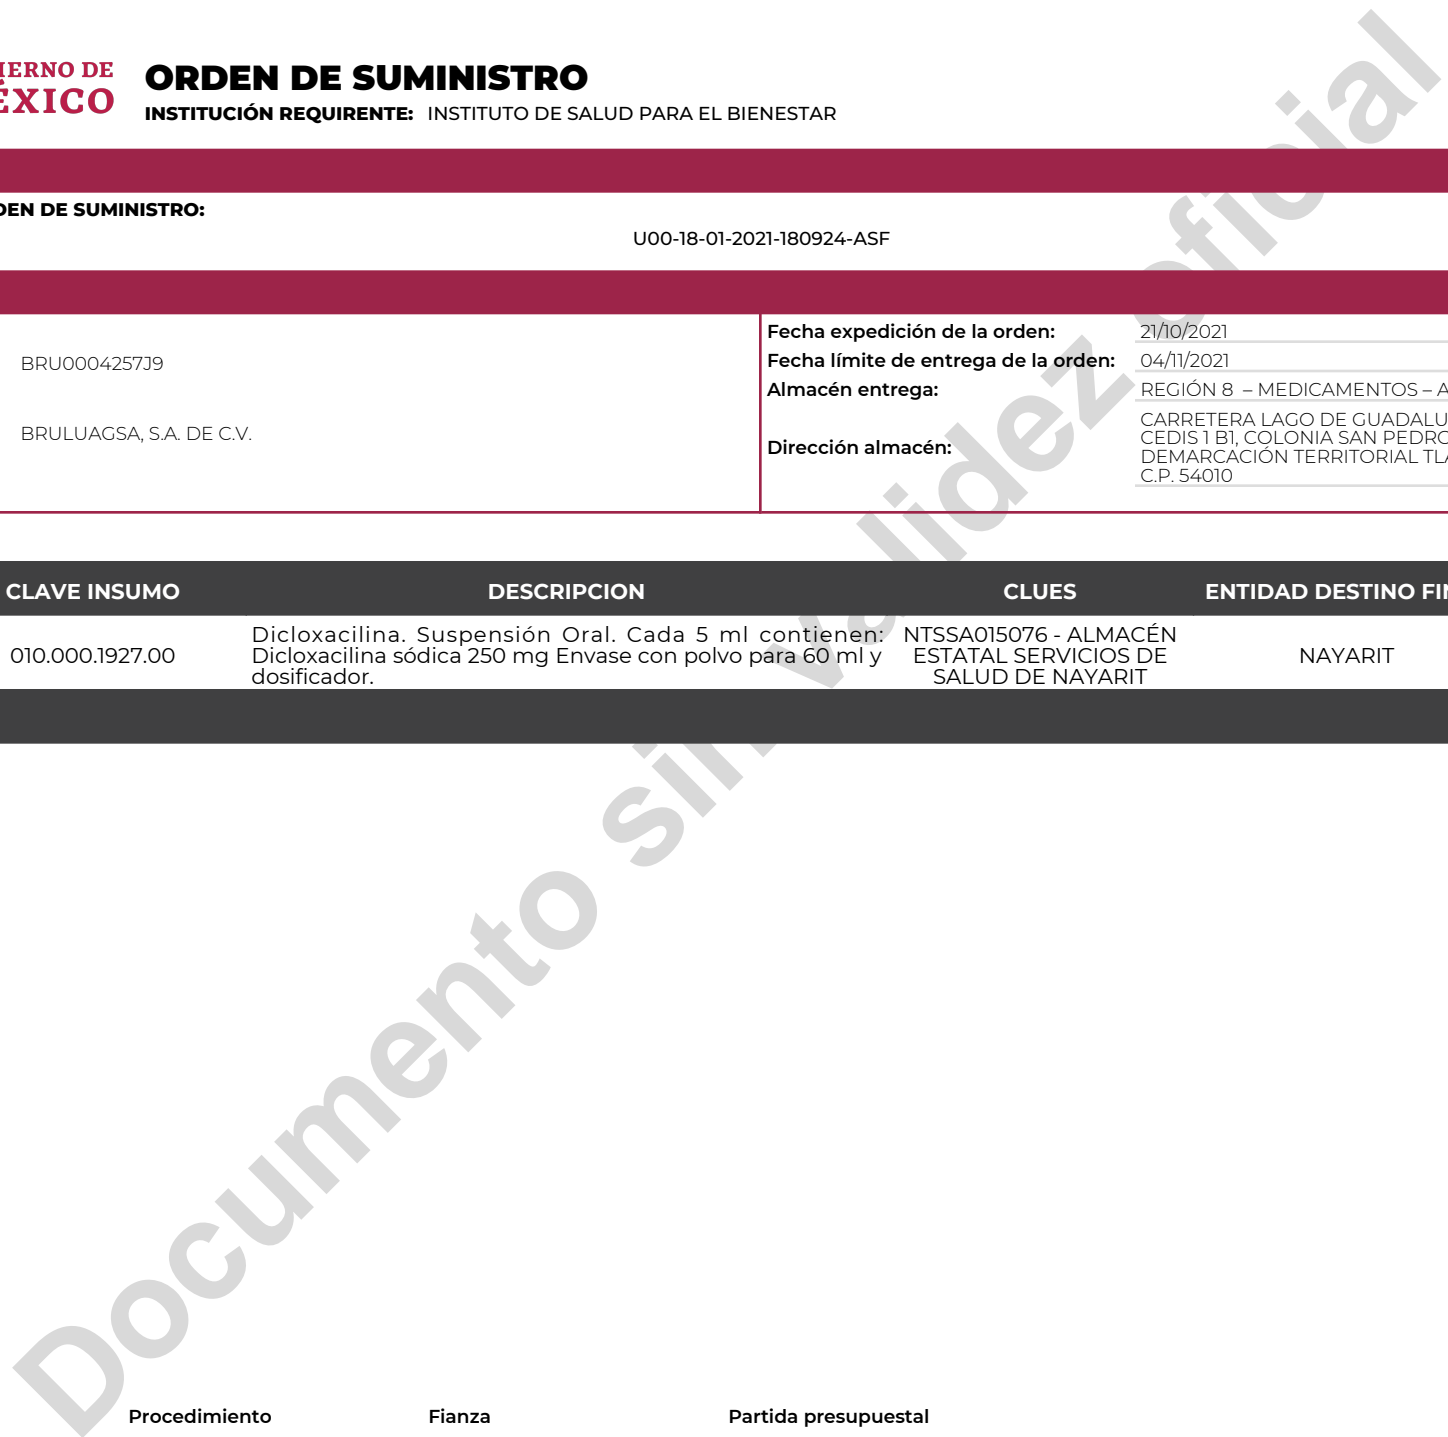 IERNO DE
ÉXICO
ORDEN DE SUMINISTRO
INSTITUCIÓN REQUIRENTE: INSTITUTO DE SALUD PARA EL BIENESTAR
DEN DE SUMINISTRO:
U00-18-01-2021-180924-ASF
BRU0004257J9
BRULUAGSA, S.A. DE C.V.
Fecha expedición de la orden: 21/10/2021
Fecha límite de entrega de la orden: 04/11/2021
Almacén entrega: REGIÓN 8 – MEDICAMENTOS – A
Dirección almacén:
CARRETERA LAGO DE GUADALU
CEDIS 1 B1, COLONIA SAN PEDRO
DEMARCACIÓN TERRITORIAL TLA
C.P. 54010
CLAVE INSUMO DESCRIPCION CLUES ENTIDAD DESTINO FIN
010.000.1927.00
Dicloxacilina. Suspensión Oral. Cada 5 ml contienen:
Dicloxacilina sódica 250 mg Envase con polvo para 60 ml y
dosificador.
NTSSA015076 - ALMACÉN
ESTATAL SERVICIOS DE
SALUD DE NAYARIT
NAYARIT
Documento sin validez oficial
Procedimiento Fianza Partida presupuestal